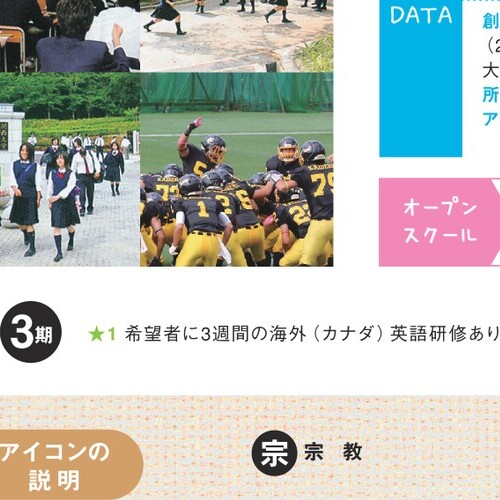 DATA
創
(2
大
所
ア
オープン
スクール
3期
★1 希望者に3週間の海外（カナダ）英語研修あり
アイコンの
説明
宗 宗 教